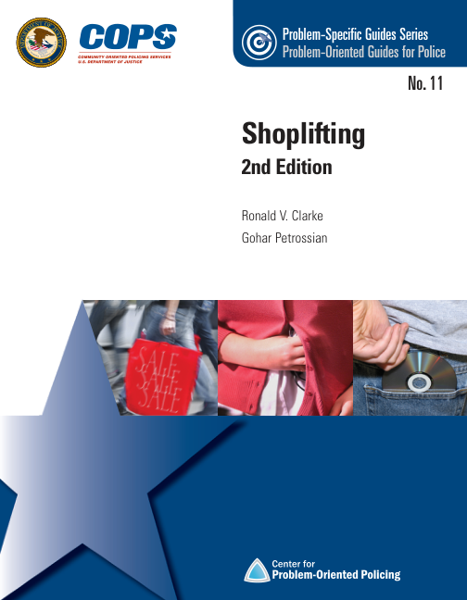 COPS
COMMUNITY ORIENTED POLICING SERVICES
U.S. DEPARTMENT OF JUSTICE
Problem-Specific Guides Series
Problem-Oriented Guides for Police
No. 11
Shoplifting
2nd Edition
Ronald V. Clarke
Gohar Petrossian
SALE
SALE
SALE
Center for
Problem-Oriented Policing